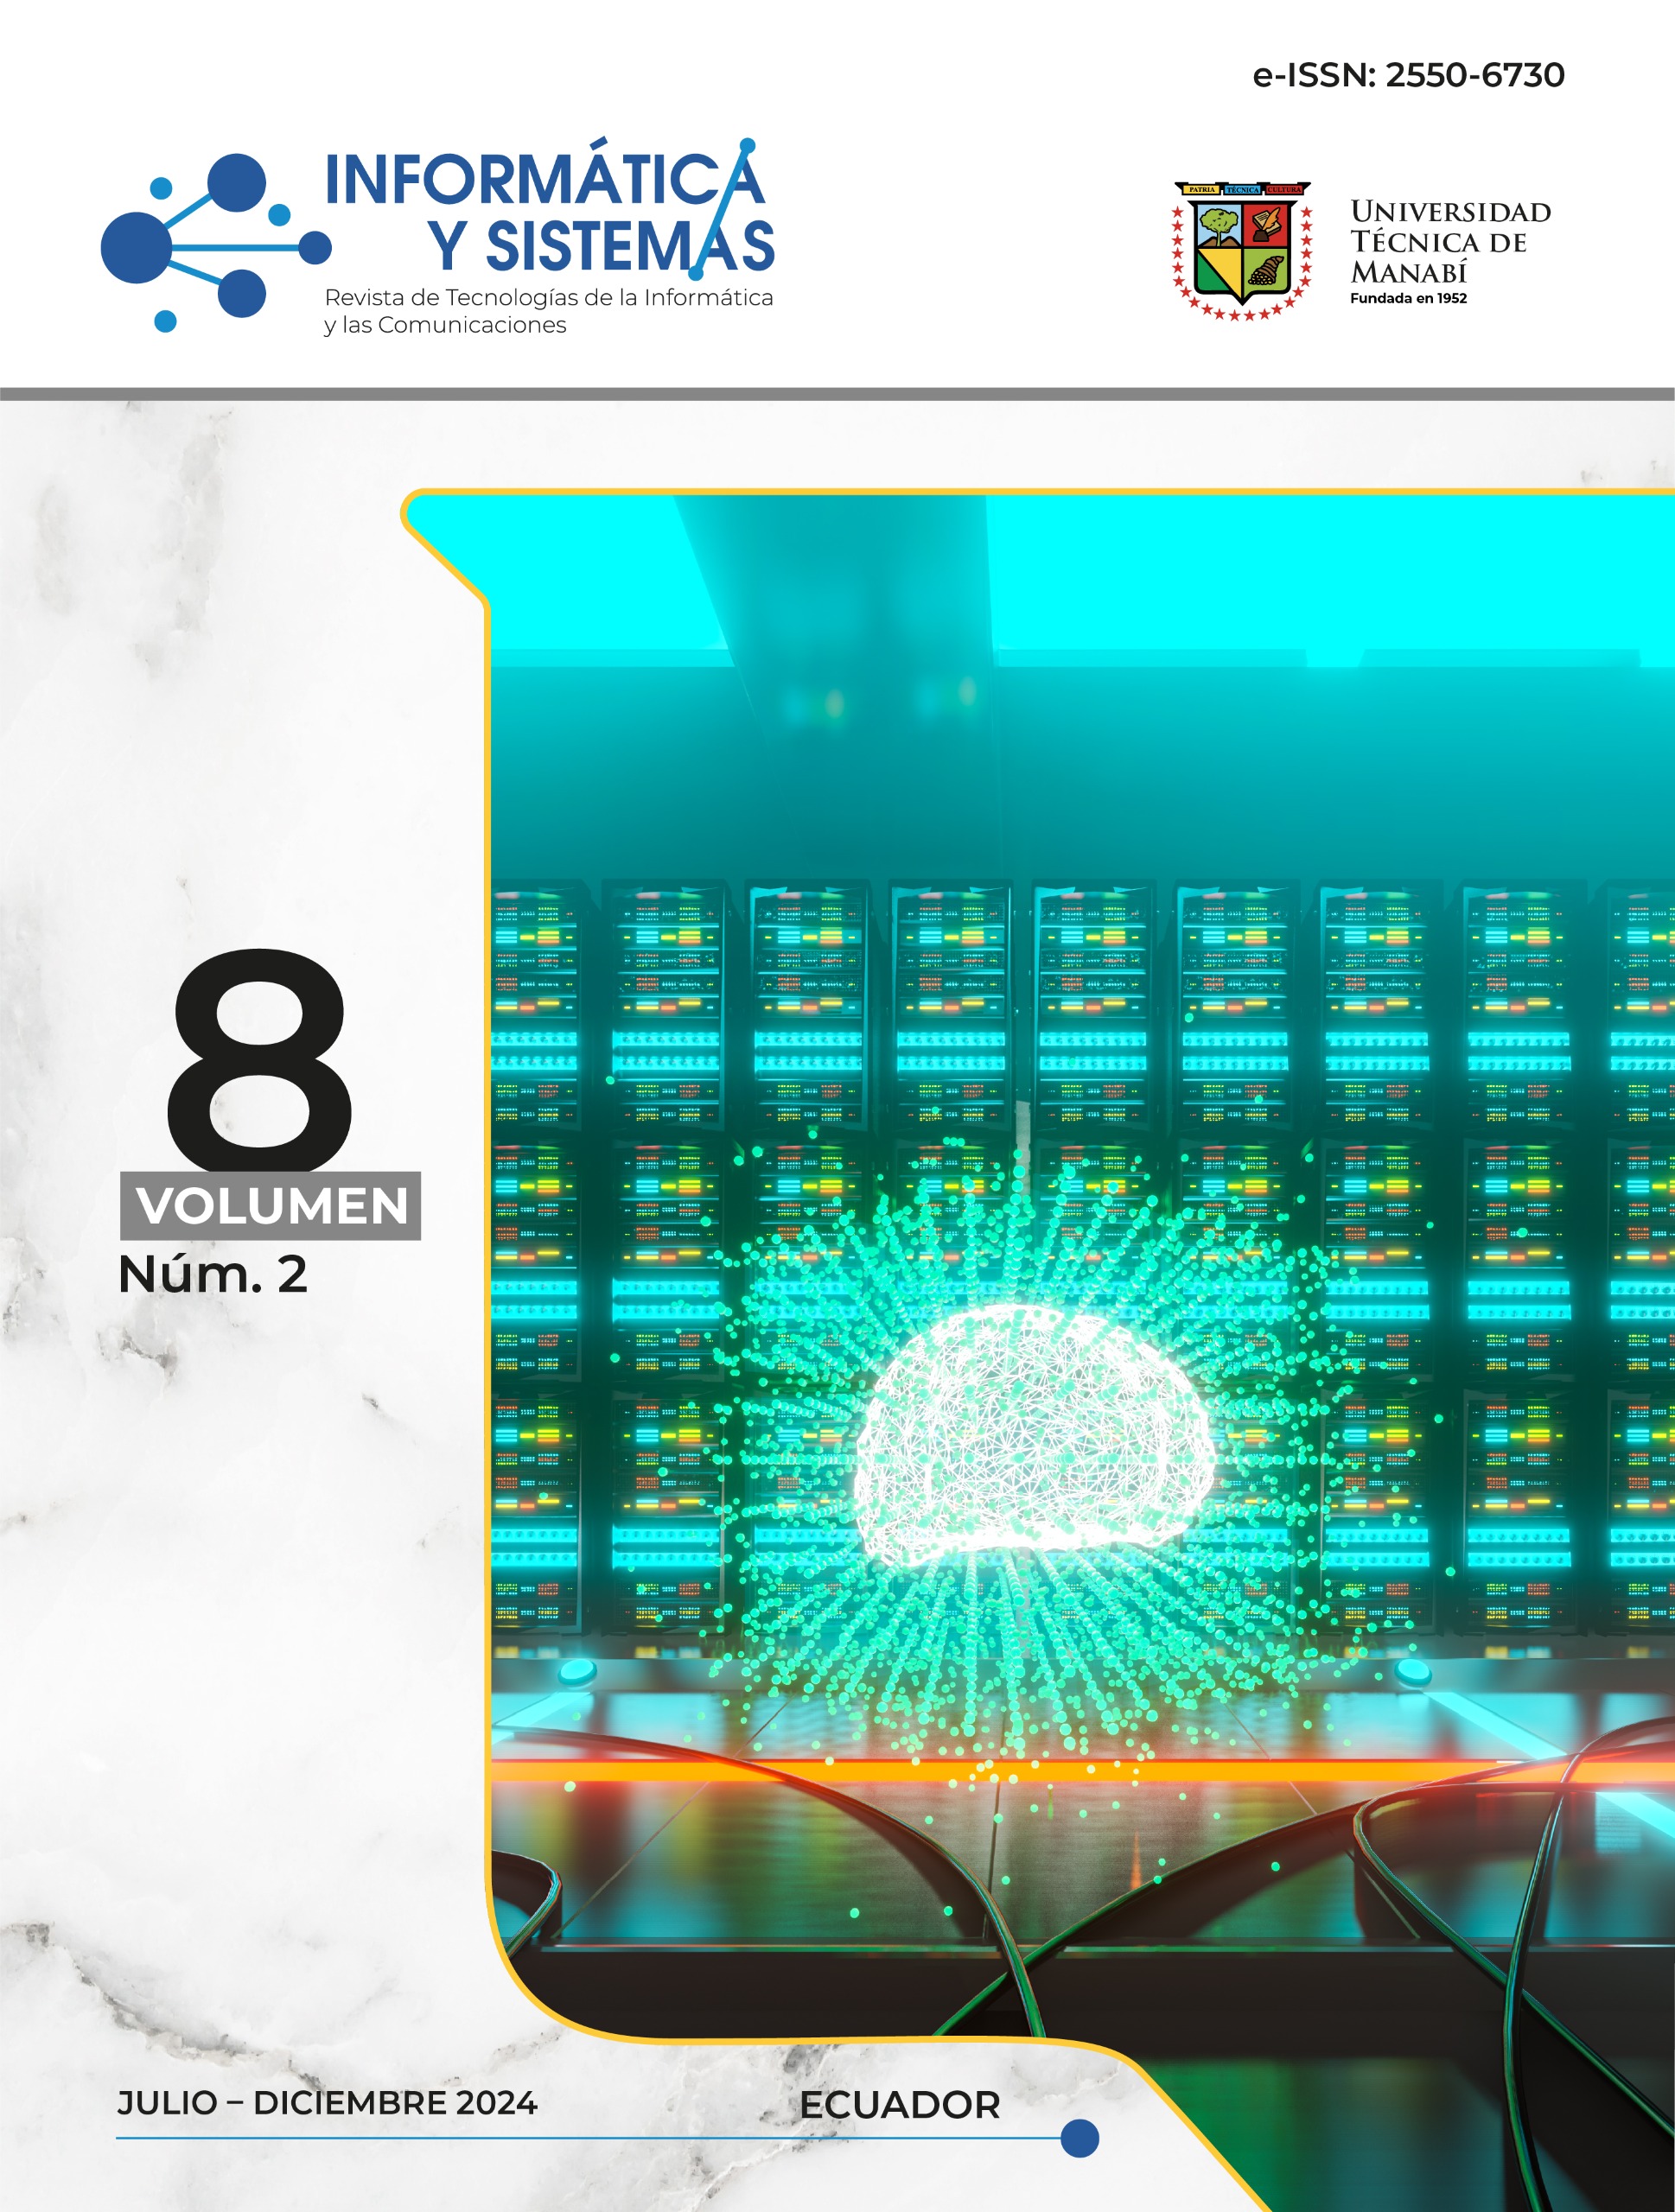 e-ISSN: 2550-6730
INFORMÁTICA
Y SISTEMAS
Revista de Tecnologías de la Informática
y las Comunicaciones
PATRIA TÉCNICA CULTURA
UNIVERSIDAD
TÉCNICA DE
MANABÍ
Fundada en 1952
8
VOLUMEN
Núm. 2
JULIO – DICIEMBRE 2024
ECUADOR